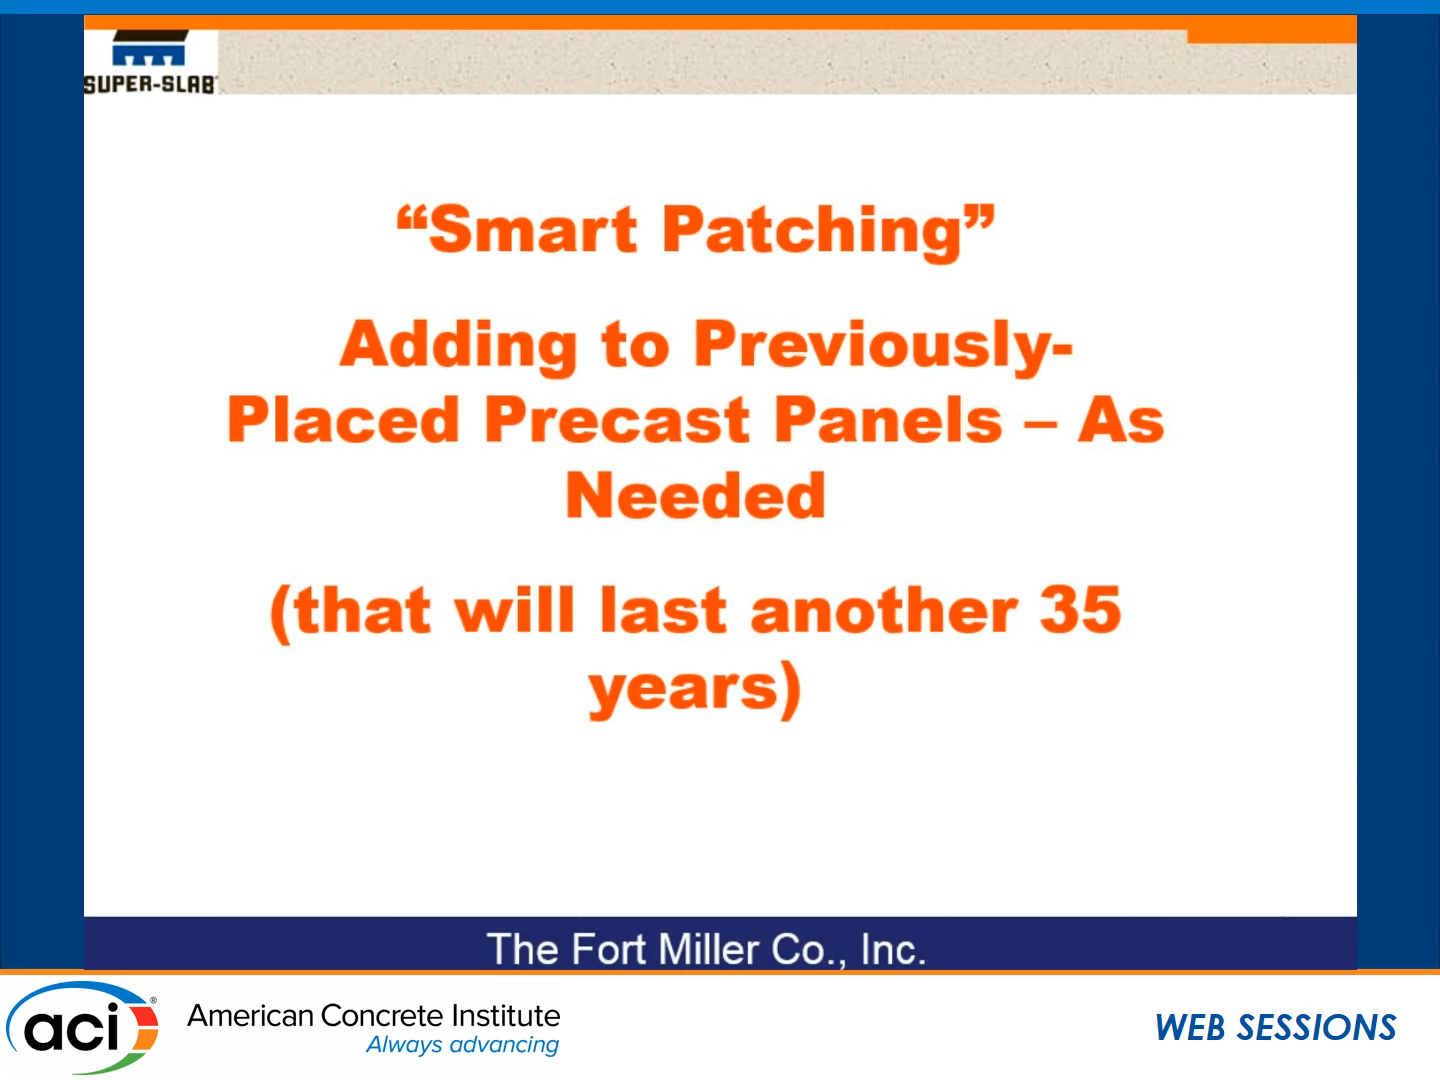 SUPER-SLAB®
“Smart Patching”
Adding to Previously-
Placed Precast Panels – As
Needed
(that will last another 35
years)
The Fort Miller Co., Inc.
aci®
American Concrete Institute
Always advancing
WEB SESSIONS